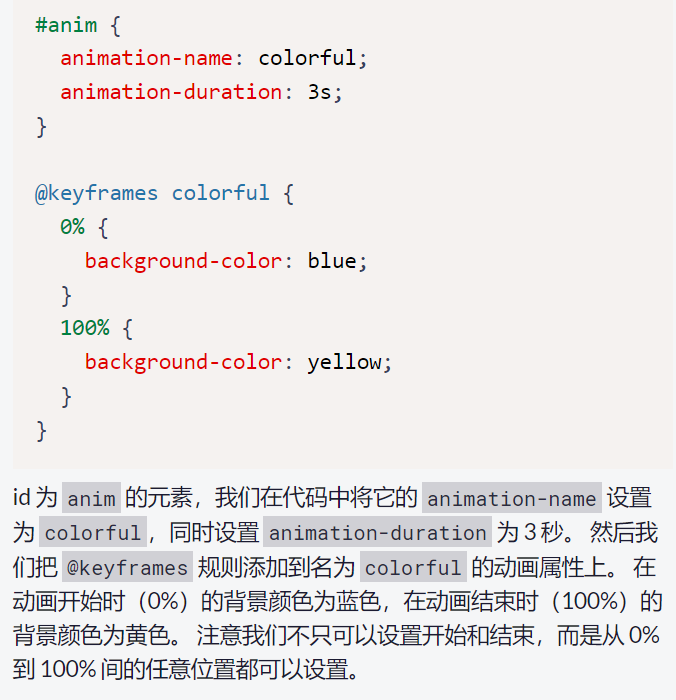 #anim {
  animation-name: colorful;
  animation-duration: 3s;
}

@keyframes colorful {
  0% {
    background-color: blue;
  }
  100% {
    background-color: yellow;
  }
}
id 为 anim 的元素，我们在代码中将它的 animation-name 设置
为 colorful，同时设置 animation-duration 为 3 秒。 然后我
们把 @keyframes 规则添加到名为 colorful 的动画属性上。 在
动画开始时（0%）的背景颜色为蓝色，在动画结束时（100%）的
背景颜色为黄色。 注意我们不只可以设置开始和结束，而是从 0%
到 100% 间的任意位置都可以设置。